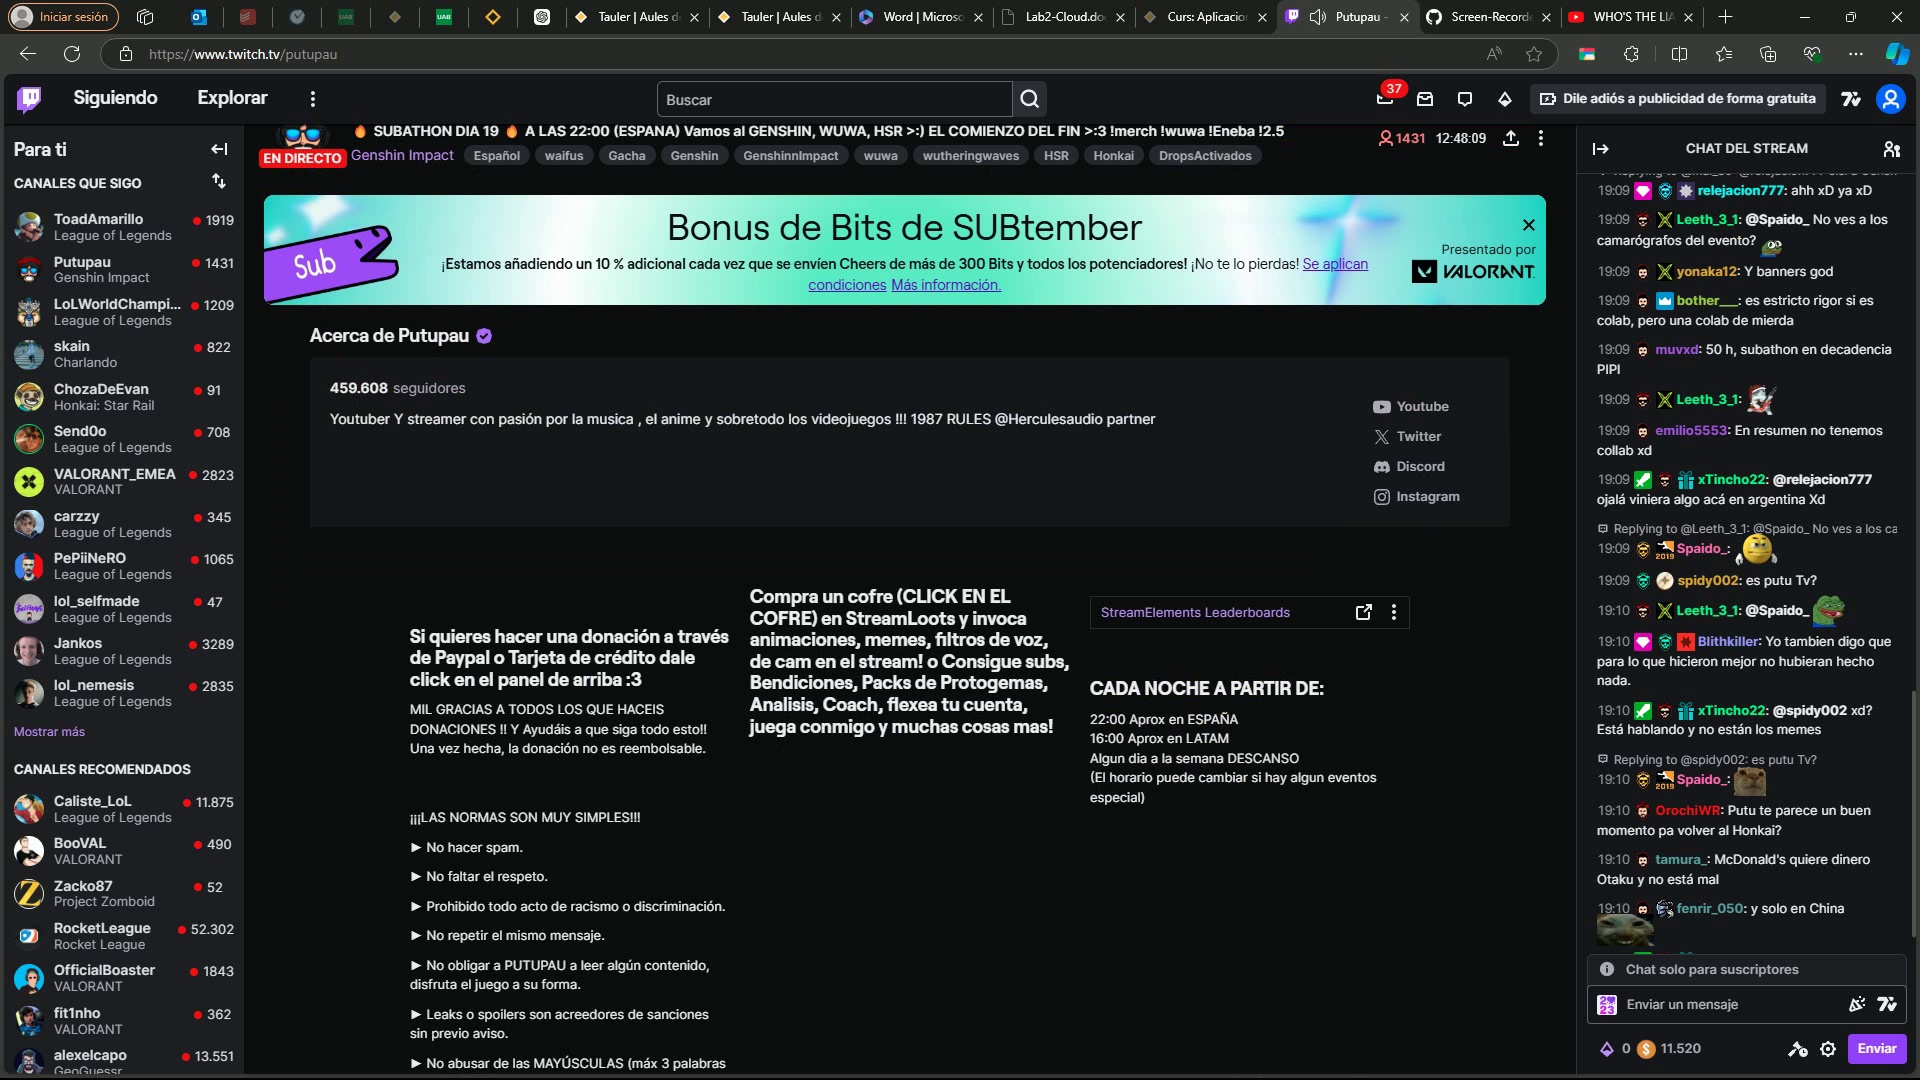 Iniciar sesión
Tauler | Aules d
Tauler | Aules d
Word | Microso
Lab2-Cloud.do
Curs: Aplicacio
Putupau -
Screen-Recorde
WHO'S THE LIA
https://www.twitch.tv/putupau
Siguiendo
Explorar
Buscar
37
Dile adiós a publicidad de forma gratuita
Para ti
CANALES QUE SIGO
ToadAmarillo
1919
League of Legends
Putupau
1431
Genshin Impact
LoLWorldChampi...
1209
League of Legends
skain
822
Charlando
ChozaDeEvan
91
Honkai: Star Rail
Send0o
708
League of Legends
VALORANT_EMEA
2823
VALORANT
carzzy
345
League of Legends
PePiiNeRO
1065
League of Legends
lol_selfmade
47
League of Legends
Jankos
3289
League of Legends
lol_nemesis
2835
League of Legends
Mostrar más
CANALES RECOMENDADOS
Caliste_LoL
11.875
League of Legends
BooVAL
490
VALORANT
Zacko87
52
Project Zomboid
RocketLeague
52.302
Rocket League
OfficialBoaster
1843
VALORANT
fit1nho
362
VALORANT
alexelcapo
13.551
GeoGuessr
EN DIRECTO
SUBATHON DIA 19 🔥 A LAS 22:00 (ESPAÑA) Vamos al GENSHIN, WUWA, HSR >:) EL COMIENZO DEL FIN >:3 !merch !wuwa !Eneba !2.5
1431
12:48:09
Genshin Impact
Español
waifus
Gacha
Genshin
GenshinnImpact
wuwa
wutheringwaves
HSR
Honkai
DropsActivados
Sub
Bonus de Bits de SUBtember
¡Estamos añadiendo un 10 % adicional cada vez que se envíen Cheers de más de 300 Bits y todos los potenciadores! ¡No te lo pierdas! Se aplican
condiciones Más información.
Presentado por
VALORANT
Acerca de Putupau
459.608 seguidores
Youtuber Y streamer con pasión por la musica , el anime y sobretodo los videojuegos !!! 1987 RULES @Herculesaudio partner
Youtube
Twitter
Discord
Instagram
Si quieres hacer una donación a través
de Paypal o Tarjeta de crédito dale
click en el panel de arriba :3
MIL GRACIAS A TODOS LOS QUE HACEIS
DONACIONES !! Y Ayudáis a que siga todo esto!!
Una vez hecha, la donación no es reembolsable.
¡¡¡LAS NORMAS SON MUY SIMPLES!!!
► No hacer spam.
► No faltar el respeto.
► Prohibido todo acto de racismo o discriminación.
► No repetir el mismo mensaje.
► No obligar a PUTUPAU a leer algún contenido,
disfruta el juego a su forma.
► Leaks o spoilers son acreedores de sanciones
sin previo aviso.
► No abusar de las MAYÚSCULAS (máx 3 palabras
Compra un cofre (CLICK EN EL
COFRE) en StreamLoots y invoca
animaciones, memes, filtros de voz,
de cam en el stream! o Consigue subs,
Bendiciones, Packs de Protogemas,
Analisis, Coach, flexea tu cuenta,
juega conmigo y muchas cosas mas!
StreamElements Leaderboards
CADA NOCHE A PARTIR DE:
22:00 Aprox en ESPAÑA
16:00 Aprox en LATAM
Algun dia a la semana DESCANSO
(El horario puede cambiar si hay algun eventos
especial)
CHAT DEL STREAM
19:09 relejacion777: ahh xD ya xD
19:09 Leeth_3_1: @Spaido_ No ves a los
camarógrafos del evento?
19:09 yonaka12: Y banners god
19:09 bother___: es estricto rigor si es
colab, pero una colab de mierda
19:09 muvxd: 50 h, subathon en decadencia
PIPI
19:09 Leeth_3_1:
19:09 emilio5553: En resumen no tenemos
collab xd
19:09 xTincho22: @relejacion777
ojalá viniera algo acá en argentina Xd
Replying to @Leeth_3_1: @Spaido_ No ves a los ca
19:09 2019 Spaido_:
19:09 spidy002: es putu Tv?
19:10 Leeth_3_1: @Spaido_
19:10 Blithkiller: Yo tambien digo que
para lo que hicieron mejor no hubieran hecho
nada.
19:10 xTincho22: @spidy002 xd?
Está hablando y no están los memes
Replying to @spidy002: es putu Tv?
19:10 2019 Spaido_:
19:10 OrochiWR: Putu te parece un buen
momento pa volver al Honkai?
19:10 tamura_: McDonald's quiere dinero
Otaku y no está mal
19:10 fenrir_050: y solo en China
Chat solo para suscriptores
Enviar un mensaje
0
11.520
Enviar